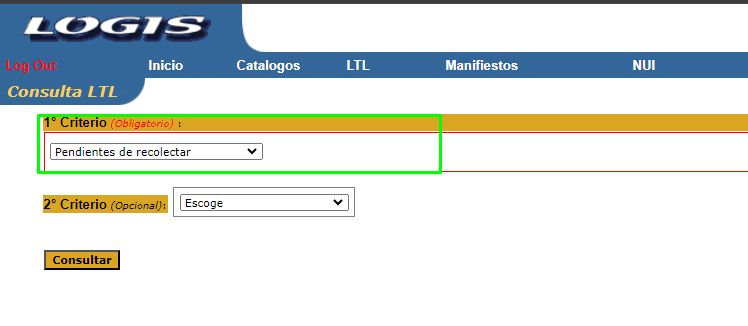 LOGIS
Log Out Inicio Catalogos LTL Manifiestos NUI
Consulta LTL
1° Criterio (Obligatorio) :
Pendientes de recolectar
2° Criterio (Opcional): Escoge
Consultar